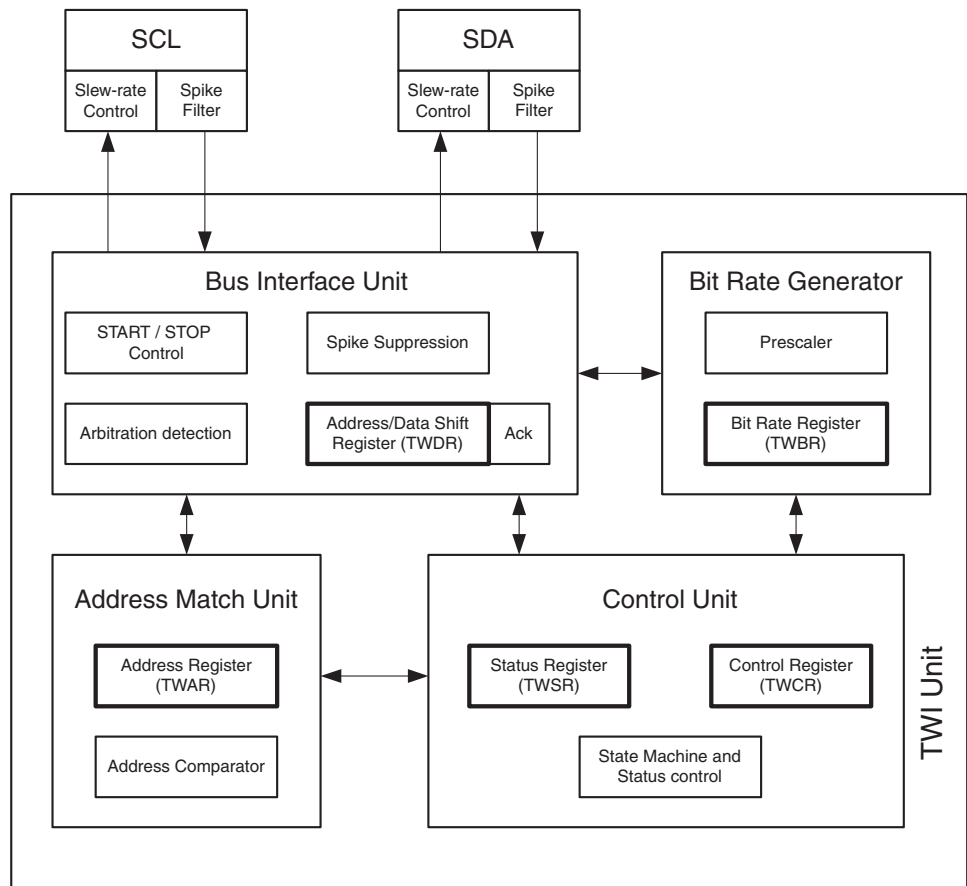 SCL
SDA
Slew-rate
Control
Spike
Filter
Slew-rate
Control
Spike
Filter
Bus Interface Unit
START / STOP
Control
Spike Suppression
Arbitration detection
Address/Data Shift
Register (TWDR)
Ack
Bit Rate Generator
Prescaler
Bit Rate Register
(TWBR)
Address Match Unit
Address Register
(TWAR)
Address Comparator
Control Unit
Status Register
(TWSR)
Control Register
(TWCR)
State Machine and
Status control
TWI Unit